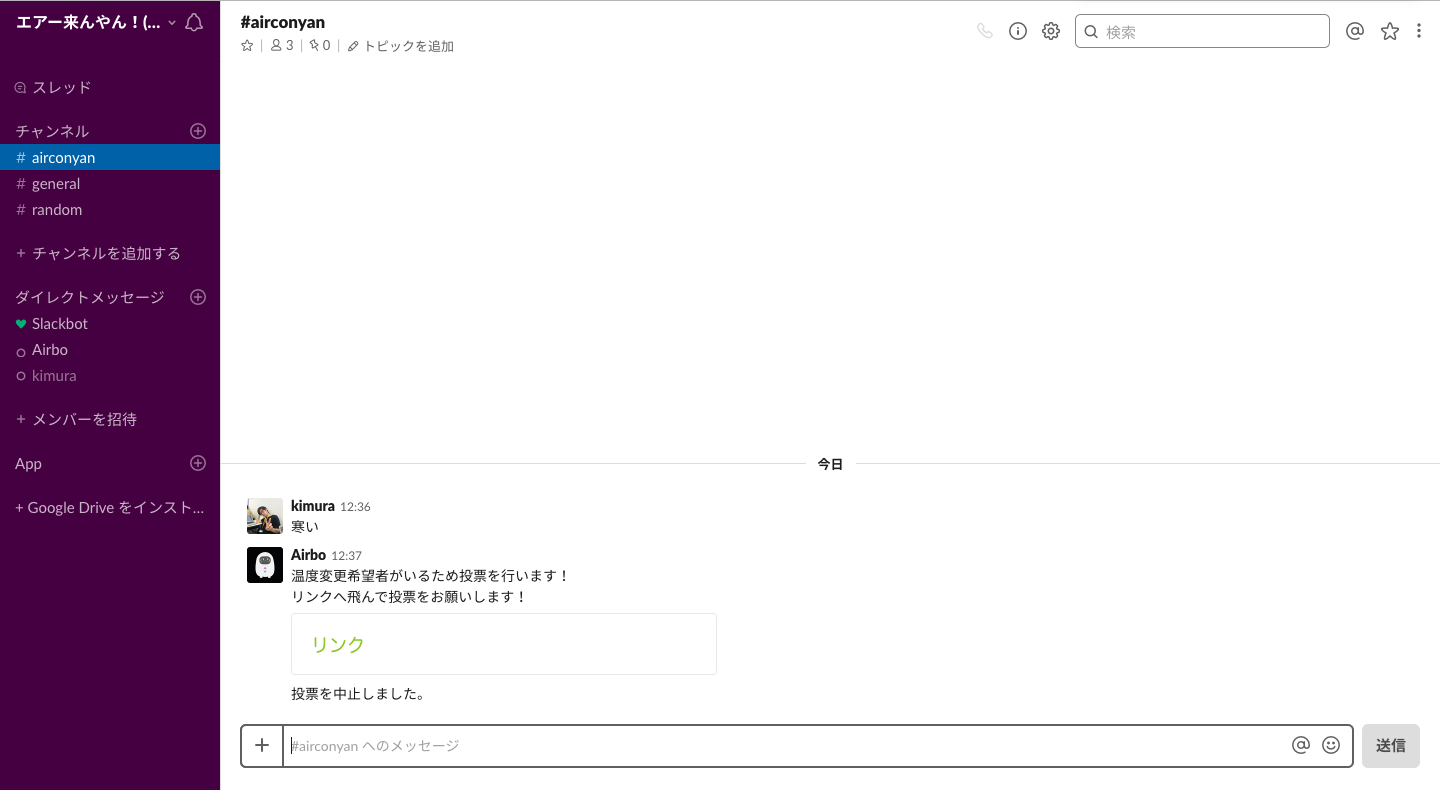 エアー来んやん！(...
スレッド
チャンネル
# airconyan
# general
# random
+ チャンネルを追加する
ダイレクトメッセージ
Slackbot
Airbo
kimura
+ メンバーを招待
App
+ Google Drive をインスト...
#airconyan
3
0
トピックを追加
検索
今日
kimura 12:36
寒い
Airbo 12:37
温度変更希望者がいるため投票を行います！
リンクへ飛んで投票をお願いします！
リンク
投票を中止しました。
#airconyan へのメッセージ
送信